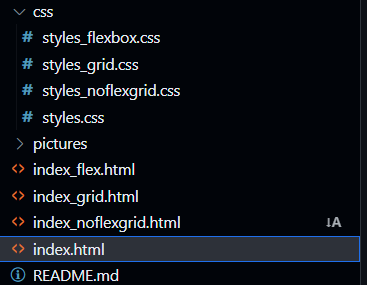 css
# styles_flexbox.css
# styles_grid.css
# styles_noflexgrid.css
# styles.css
pictures
<> index_flex.html
<> index_grid.html
<> index_noflexgrid.html ↓A
<> index.html
README.md